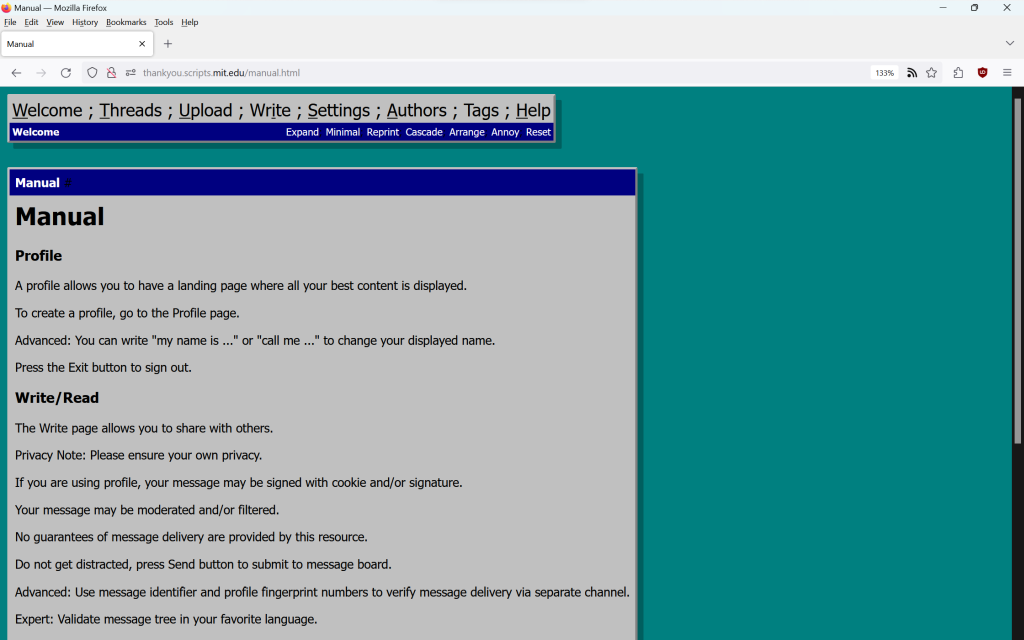 Manual — Mozilla Firefox
File Edit View History Bookmarks Tools Help
Manual
thankyou.scripts.mit.edu/manual.html
133%
Welcome ; Threads ; Upload ; Write ; Settings ; Authors ; Tags ; Help
Welcome Expand Minimal Reprint Cascade Arrange Annoy Reset
Manual #
Manual
Profile
A profile allows you to have a landing page where all your best content is displayed.
To create a profile, go to the Profile page.
Advanced: You can write "my name is ..." or "call me ..." to change your displayed name.
Press the Exit button to sign out.
Write/Read
The Write page allows you to share with others.
Privacy Note: Please ensure your own privacy.
If you are using profile, your message may be signed with cookie and/or signature.
Your message may be moderated and/or filtered.
No guarantees of message delivery are provided by this resource.
Do not get distracted, press Send button to submit to message board.
Advanced: Use message identifier and profile fingerprint numbers to verify message delivery via separate channel.
Expert: Validate message tree in your favorite language.